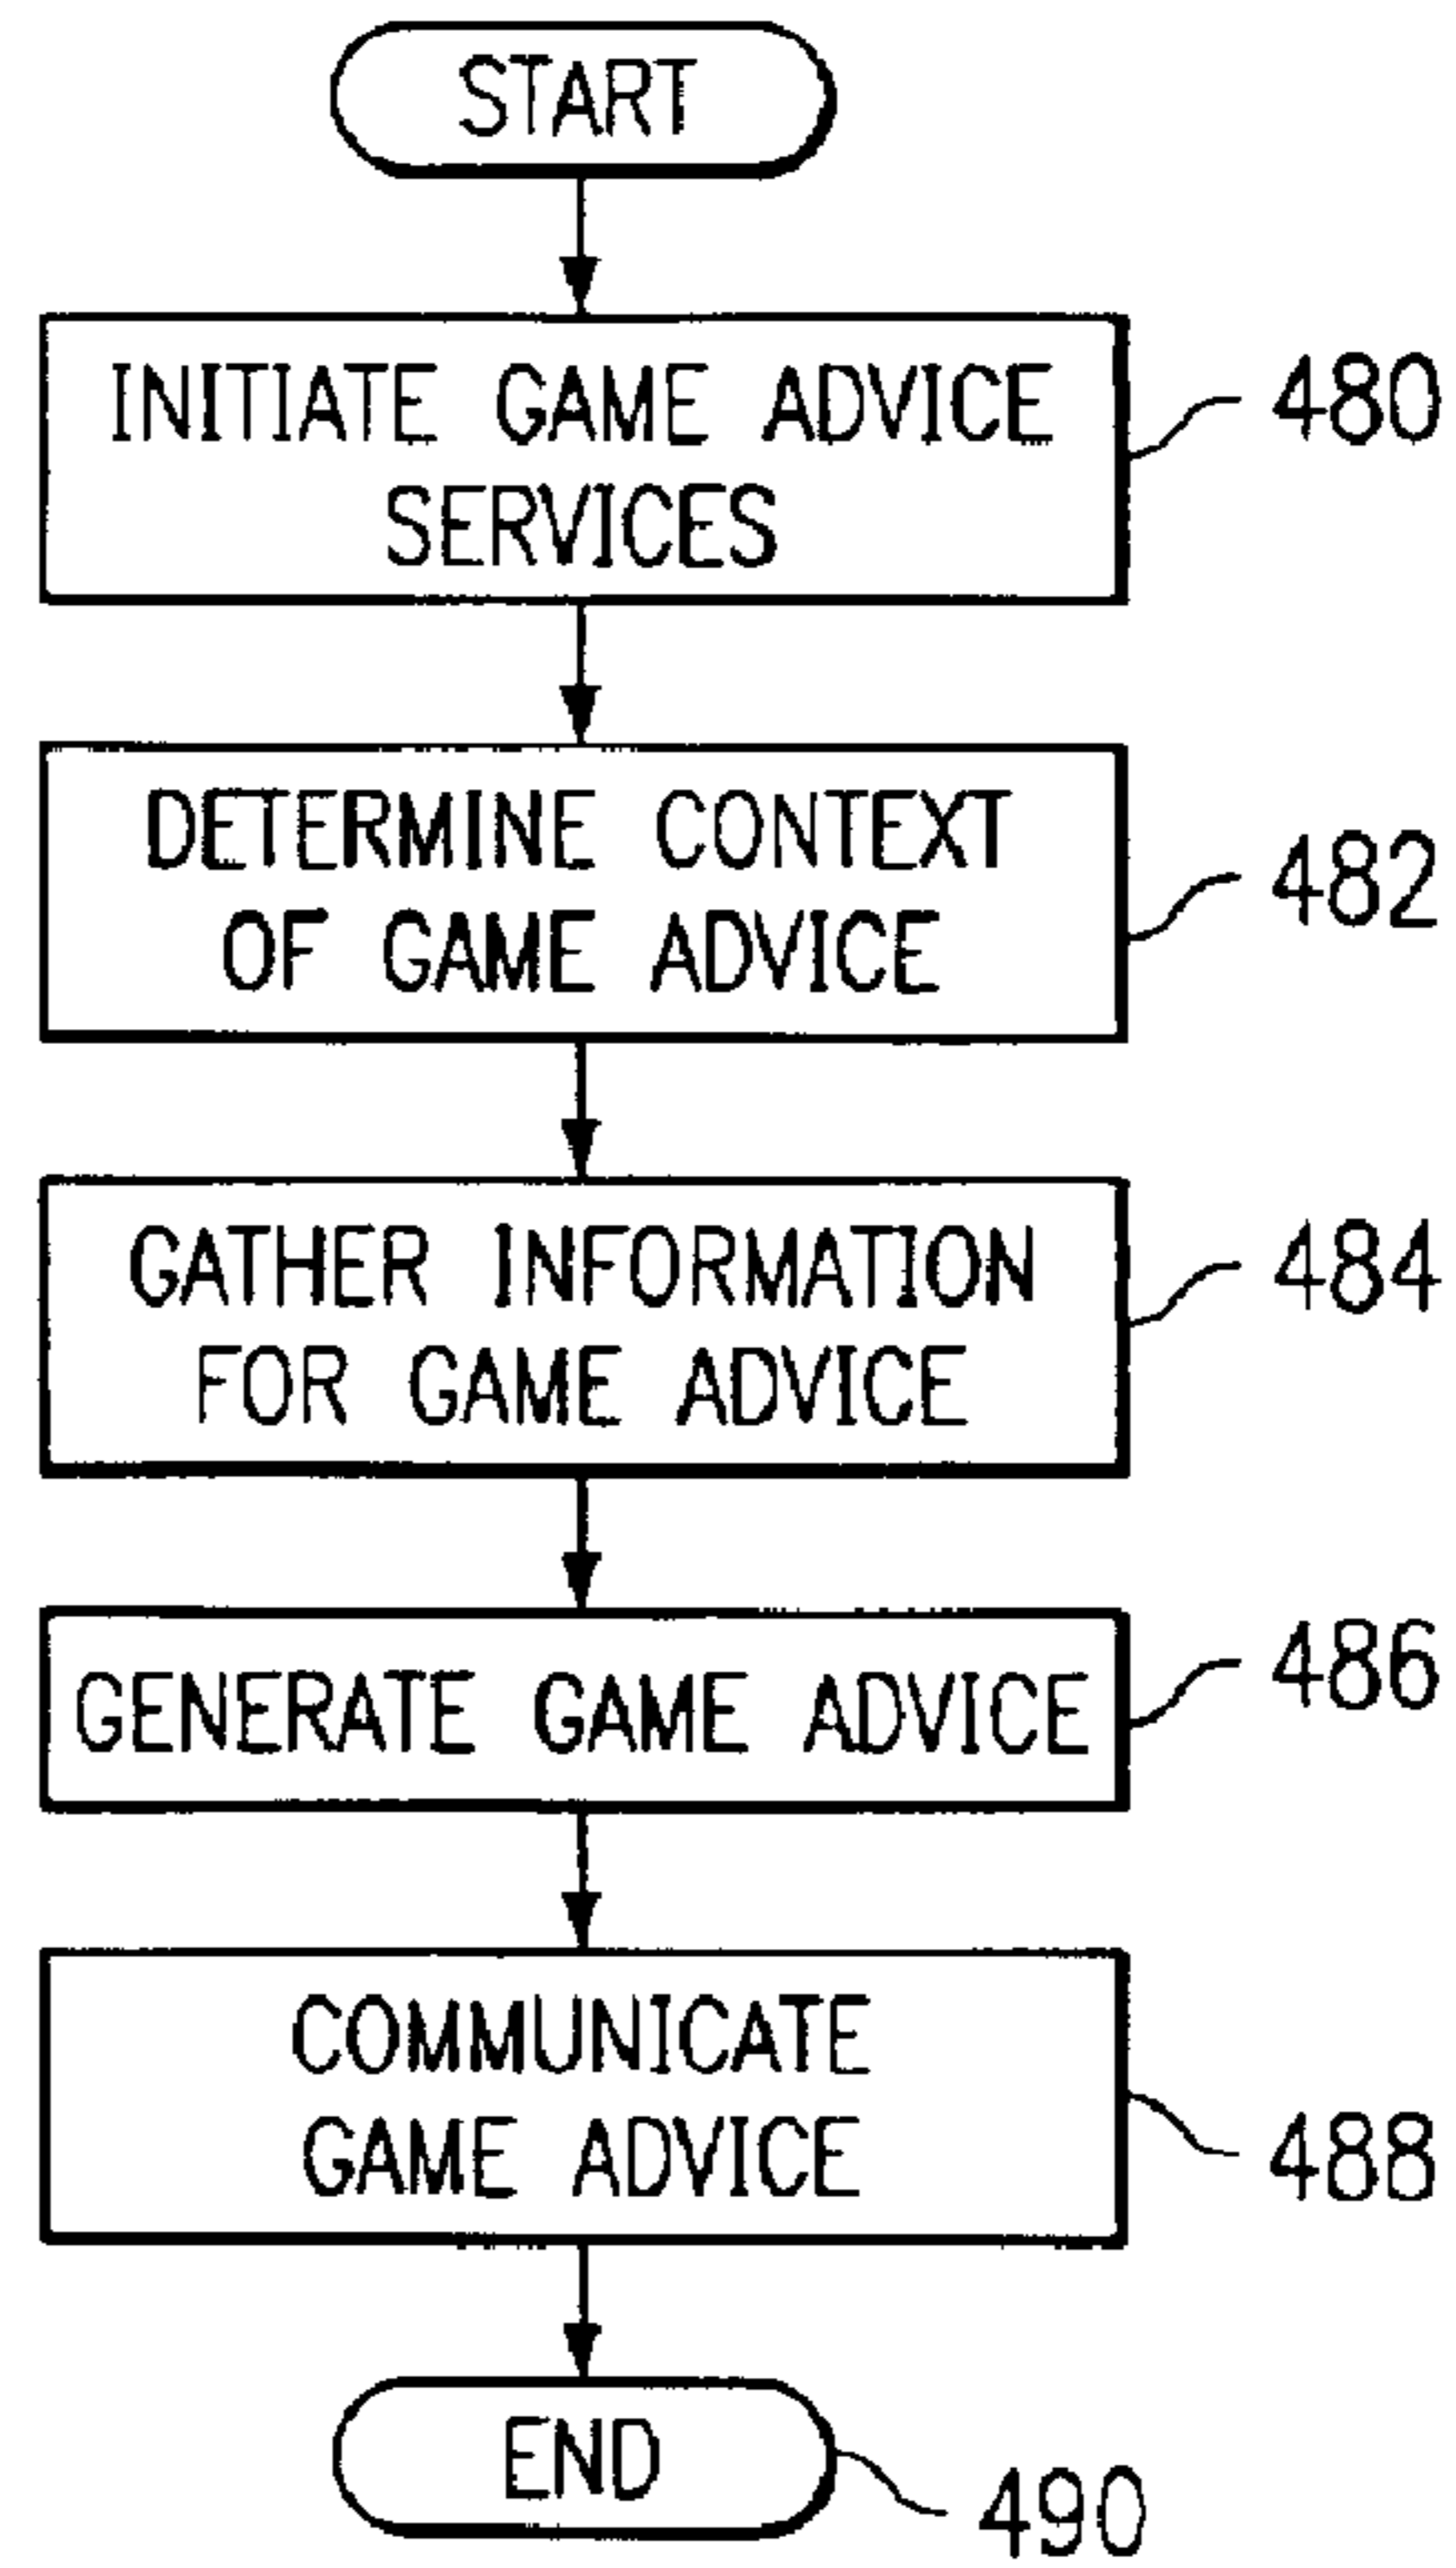 START
INITIATE GAME ADVICE
SERVICES
480
DETERMINE CONTEXT
OF GAME ADVICE
482
GATHER INFORMATION
FOR GAME ADVICE
484
GENERATE GAME ADVICE
486
COMMUNICATE
GAME ADVICE
488
END
490